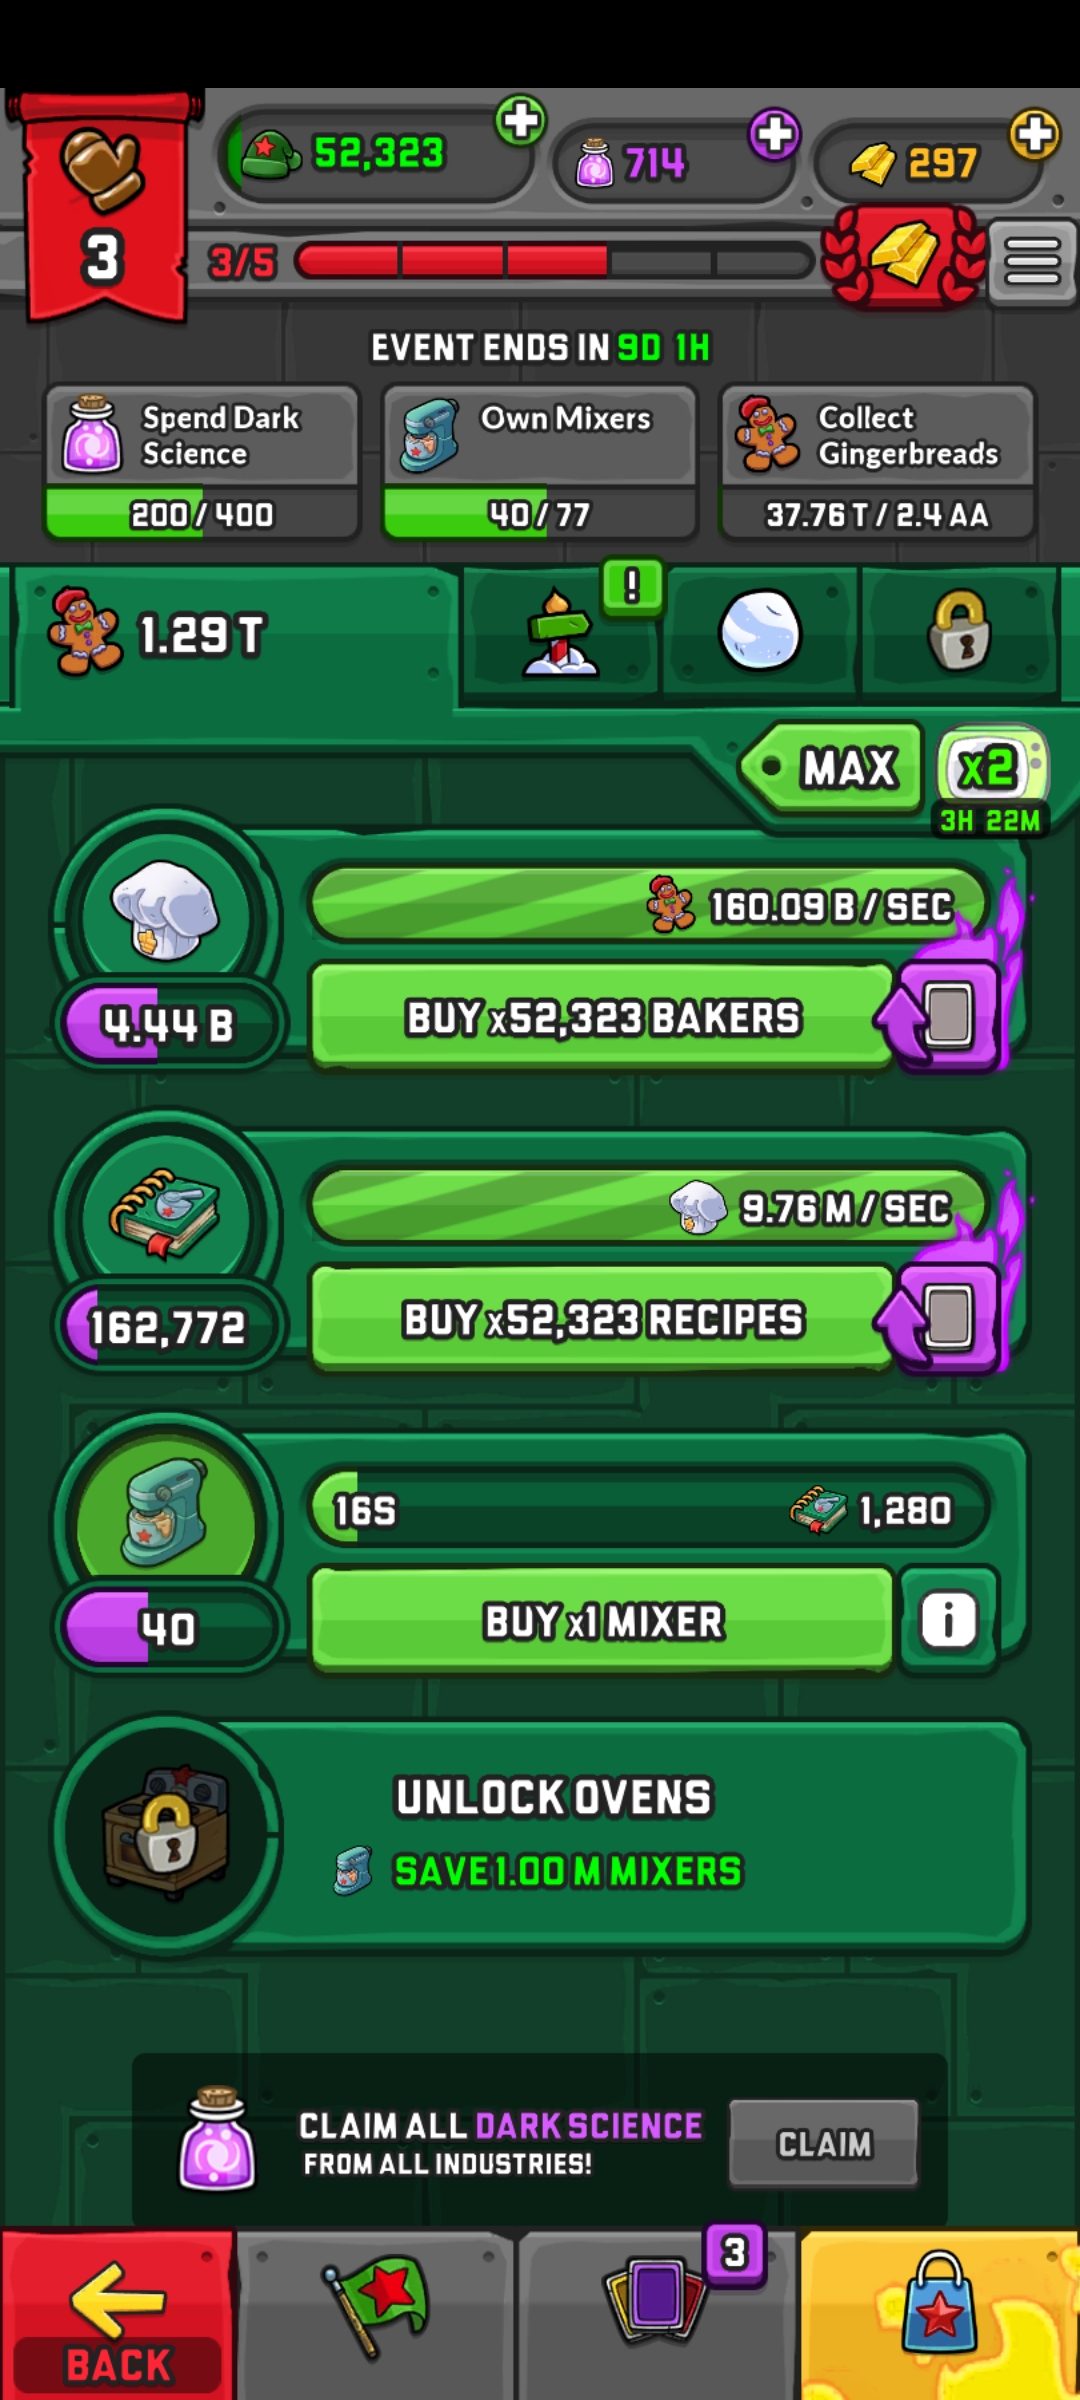 52,323
714
297
3
3/5
EVENT ENDS IN 9D 1H
Spend Dark
Science
200 / 400
Own Mixers
40 / 77
Collect
Gingerbreads
37.76 T / 2.4 AA
1.29 T
!
MAX
x2
3H 22M
160.09 B / SEC
4.44 B
BUY x52,323 BAKERS
9.76 M / SEC
162,772
BUY x52,323 RECIPES
16S
1,280
40
BUY x1 MIXER
i
UNLOCK OVENS
SAVE 1.00 M MIXERS
CLAIM ALL DARK SCIENCE
FROM ALL INDUSTRIES!
CLAIM
3
BACK